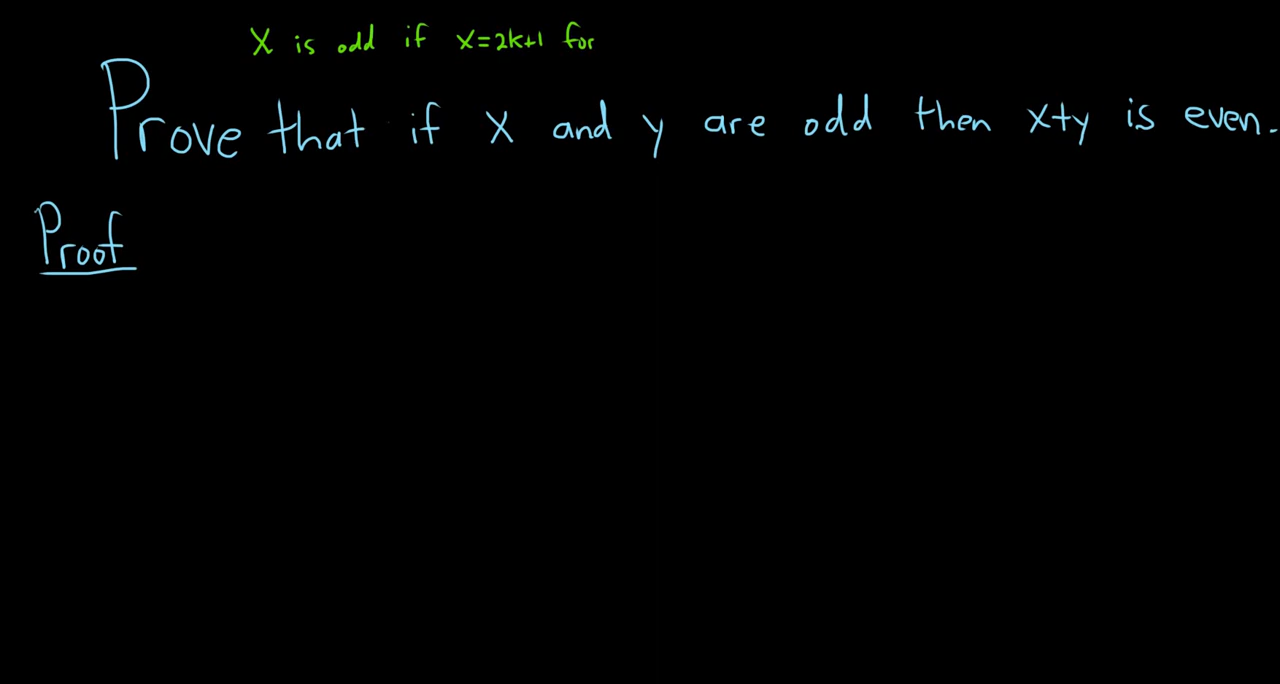 X is odd if x=2k+1 for
Prove that if x and y are odd then x+y is even.
Proof